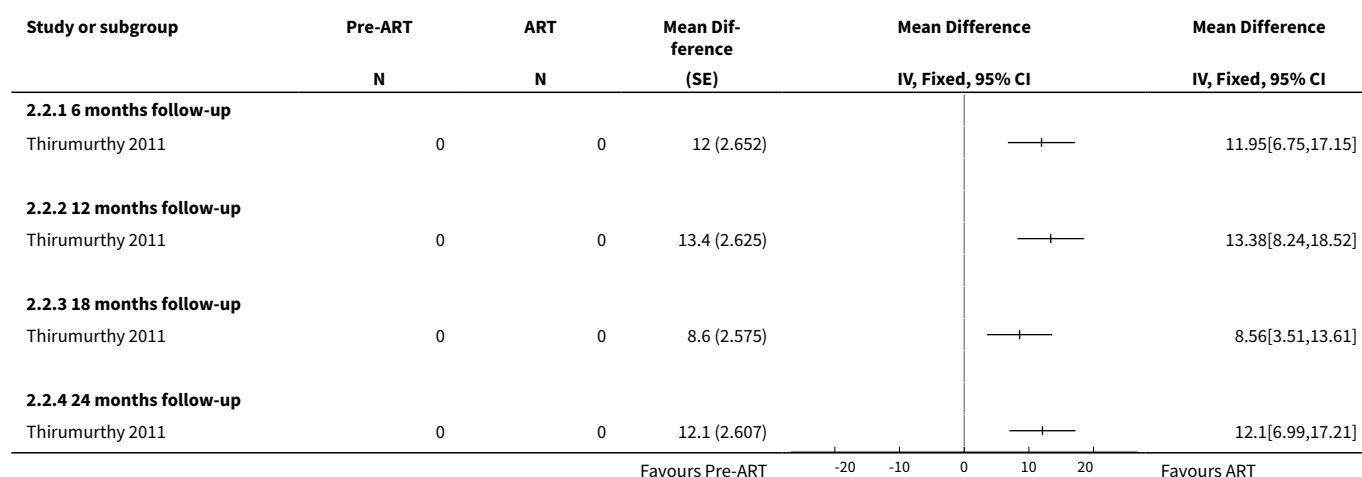 Study or subgroup Pre-ART ART Mean Dif- Mean Difference Mean Difference
ference
N N (SE) IV, Fixed, 95% CI IV, Fixed, 95% CI
2.2.1 6 months follow-up
Thirumurthy 2011 0 0 12 (2.652) 11.95[6.75,17.15]
2.2.2 12 months follow-up
Thirumurthy 2011 0 0 13.4 (2.625) 13.38[8.24,18.52]
2.2.3 18 months follow-up
Thirumurthy 2011 0 0 8.6 (2.575) 8.56[3.51,13.61]
2.2.4 24 months follow-up
Thirumurthy 2011 0 0 12.1 (2.607) 12.1[6.99,17.21]
Favours Pre-ART -20 -10 0 10 20 Favours ART